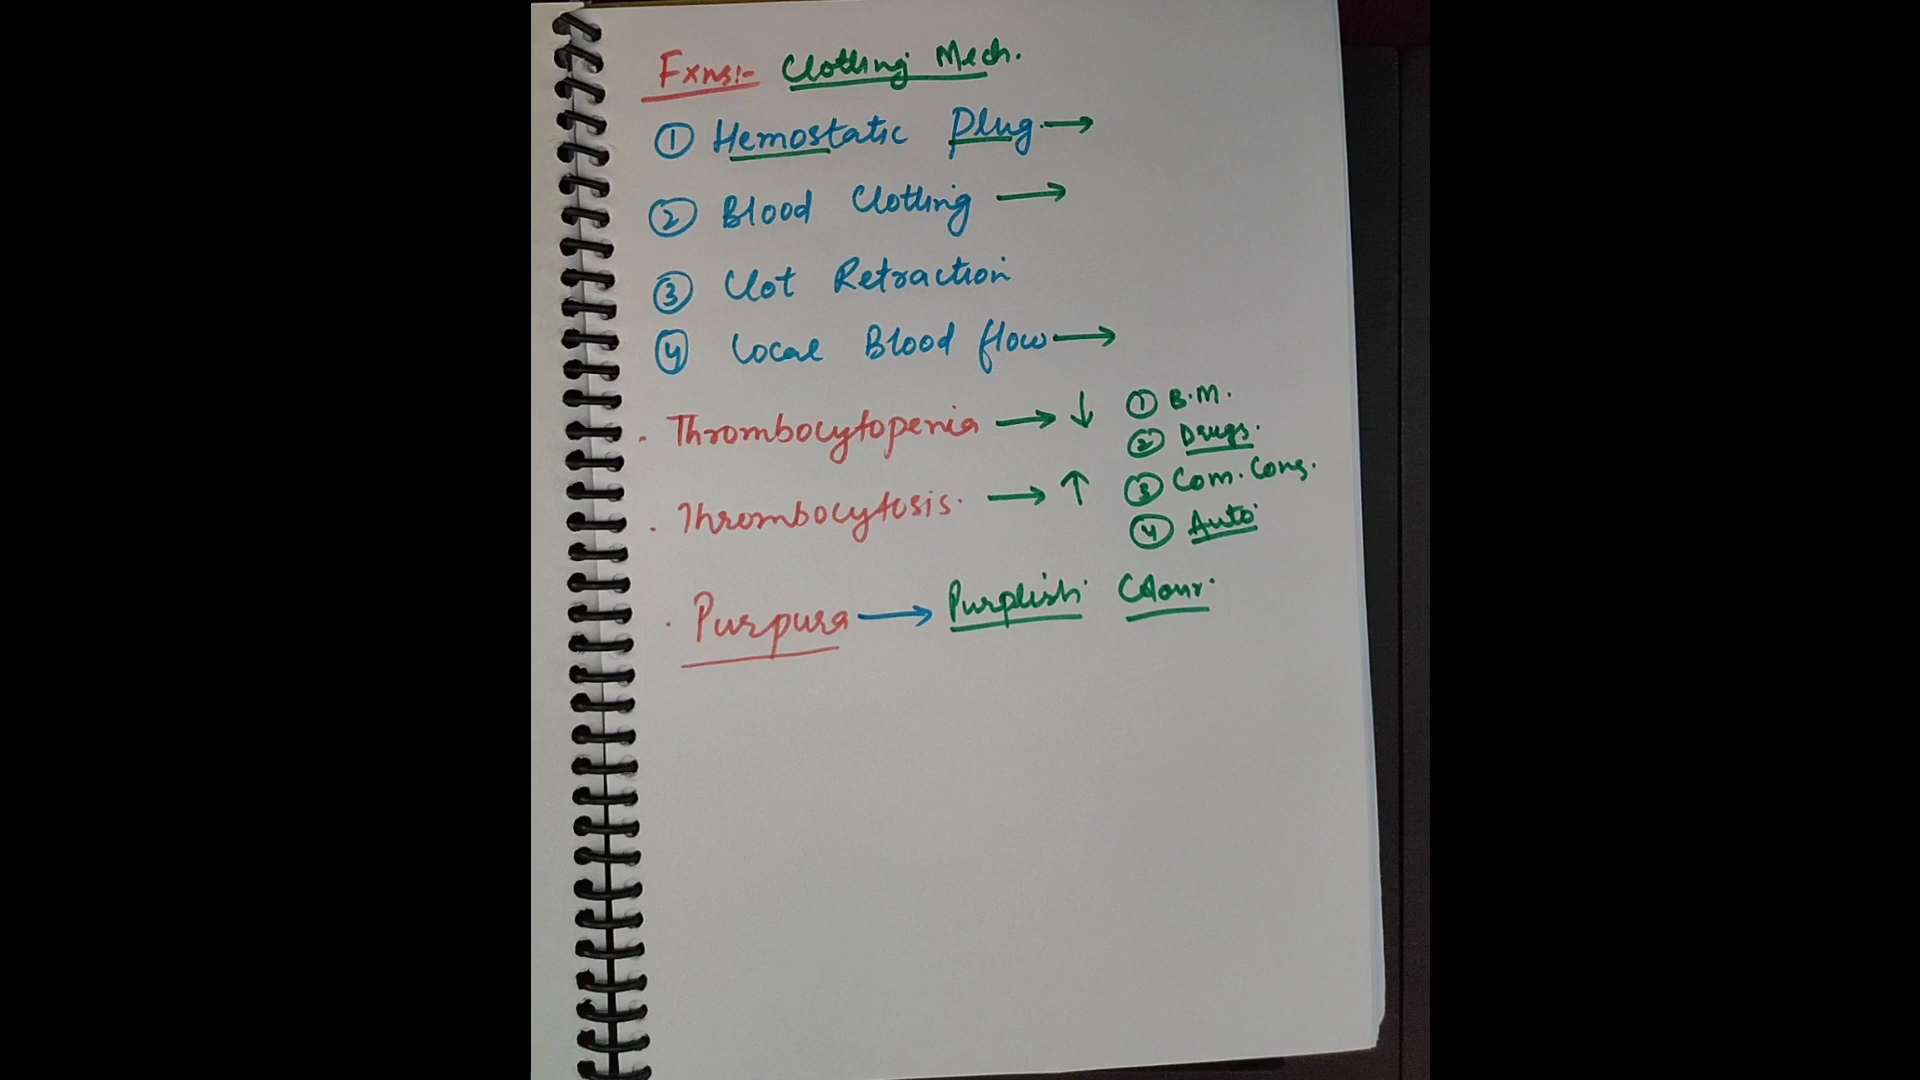 Fxns:- Clotting Mech.
① Hemostatic Plug →
② Blood Clotting →
③ Clot Retraction
④ Local Blood flow →
. Thrombocytopenia → ↓ ① B.M.
② Drugs.
. Thrombocytosis. → ↑ ③ Com. Cons.
④ Auto
. Purpura → Purplish Colour.